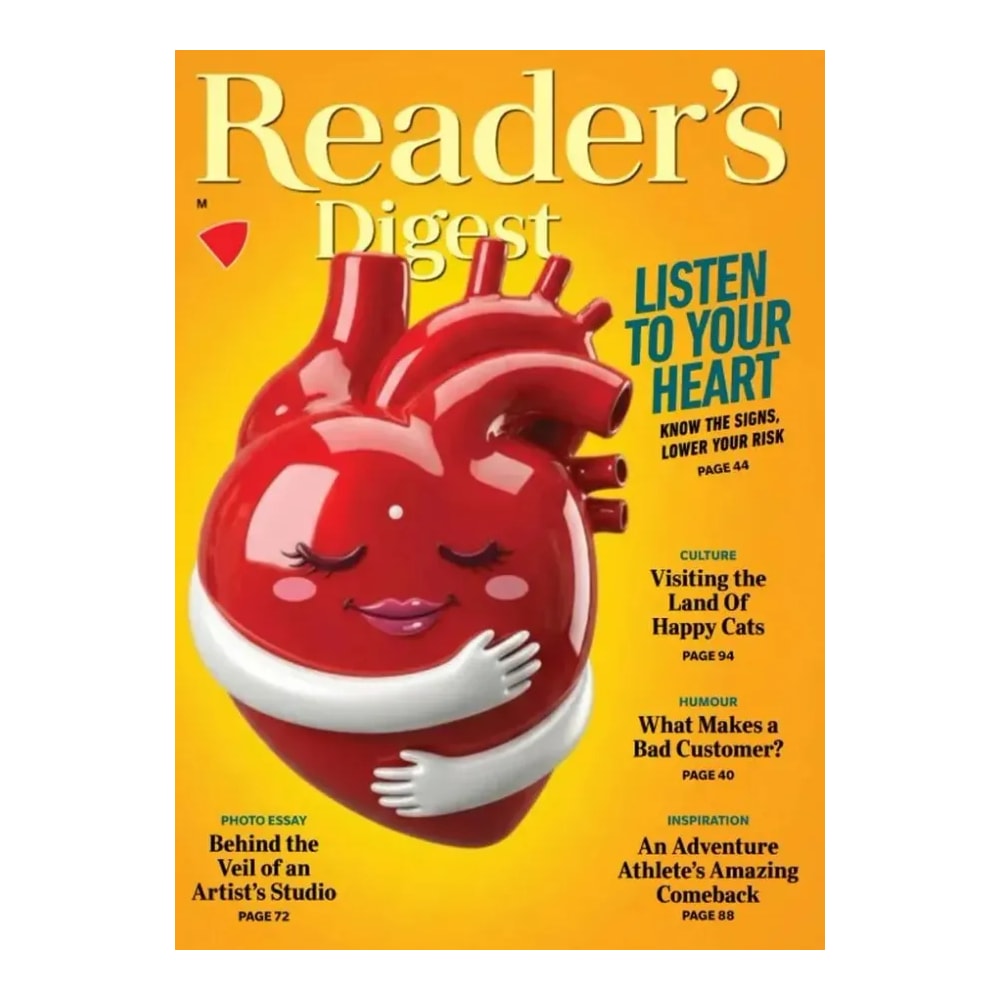 Reader's
Digest
M
LISTEN
TO YOUR
HEART
KNOW THE SIGNS,
LOWER YOUR RISK
PAGE 44
CULTURE
Visiting the
Land Of
Happy Cats
PAGE 94
HUMOUR
What Makes a
Bad Customer?
PAGE 40
PHOTO ESSAY
Behind the
Veil of an
Artist's Studio
PAGE 72
INSPIRATION
An Adventure
Athlete's Amazing
Comeback
PAGE 88